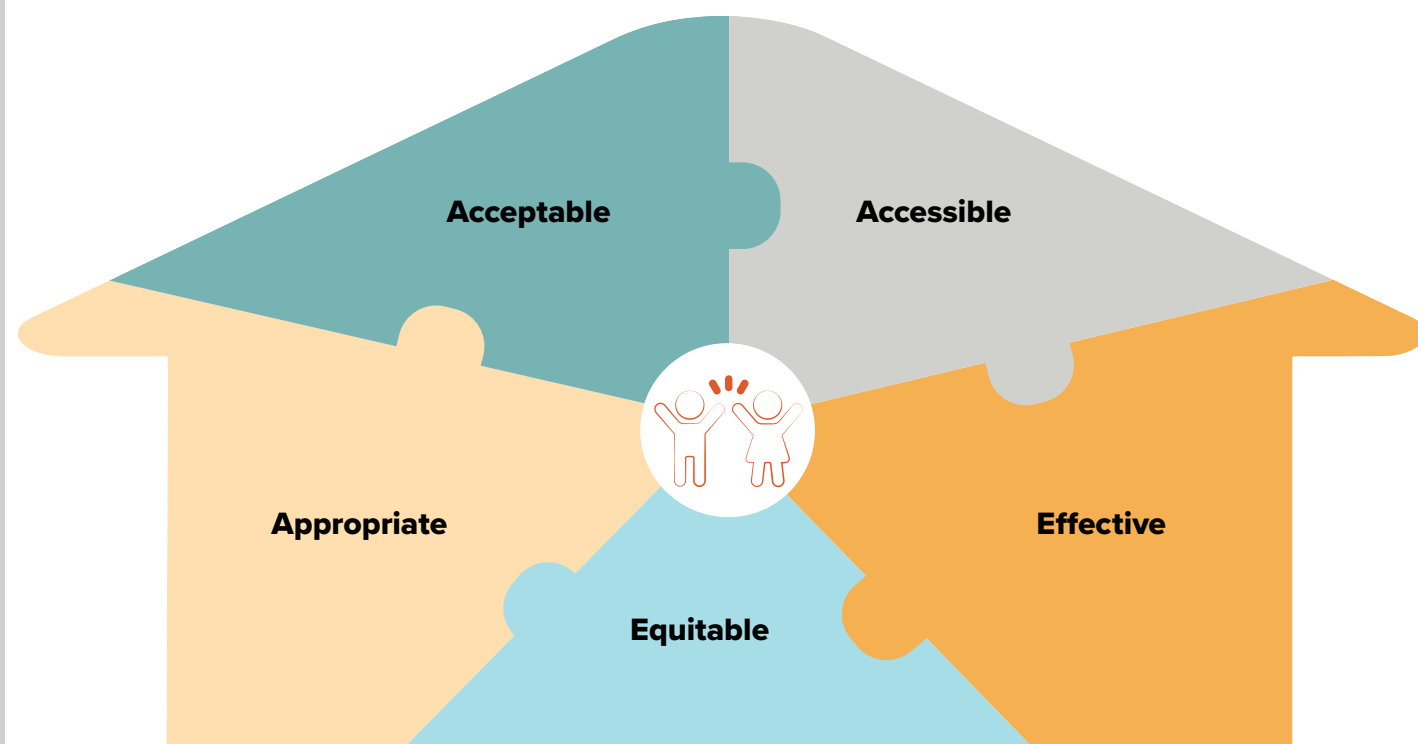 Acceptable
Accessible
Appropriate
Effective
Equitable